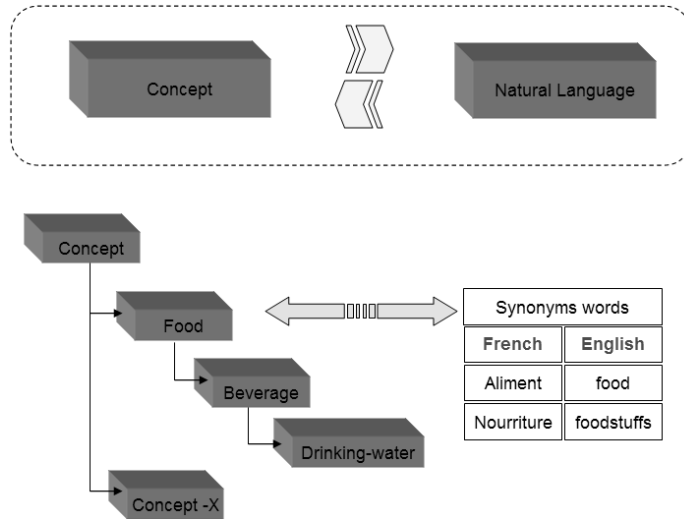 Concept
Natural Language
Concept
Food
Beverage
Drinking-water
Concept -X
Synonyms words
French English
Aliment food
Nourriture foodstuffs